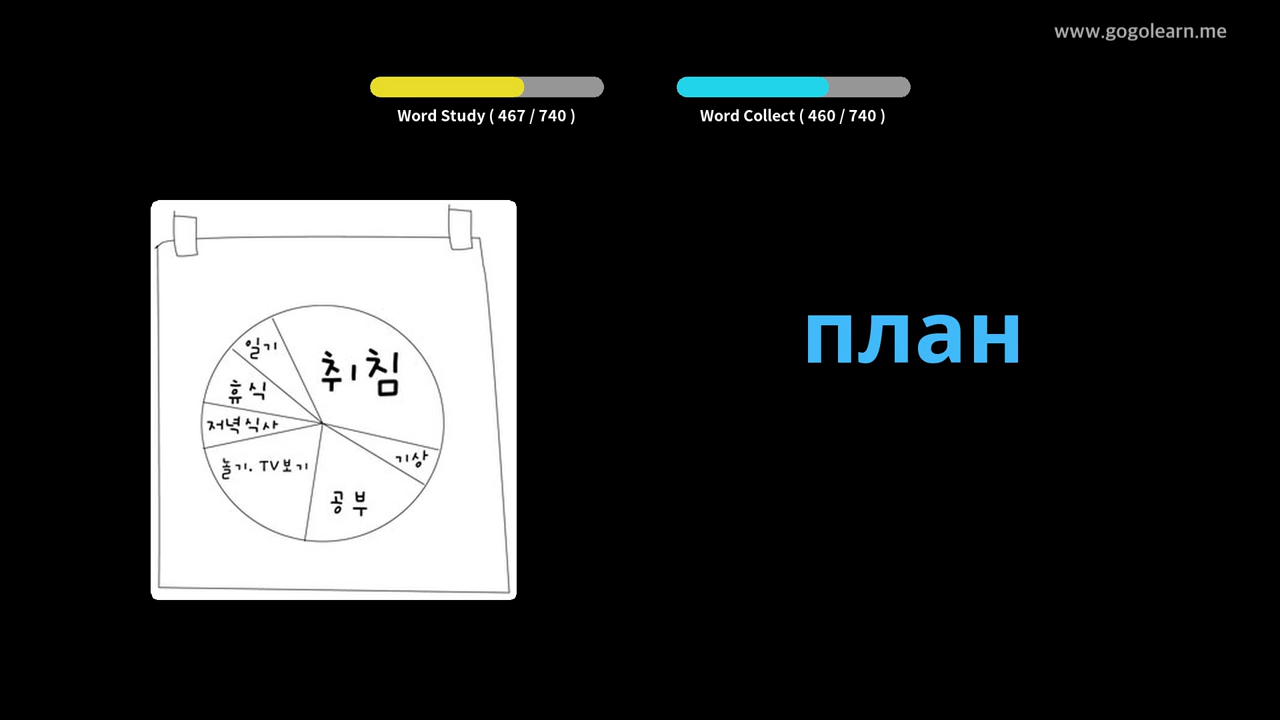 www.gogolearn.me
Word Study ( 467 / 740 )
Word Collect ( 460 / 740 )
план
일기
취침
휴식
저녁식사
놀기. TV보기
기상
공부